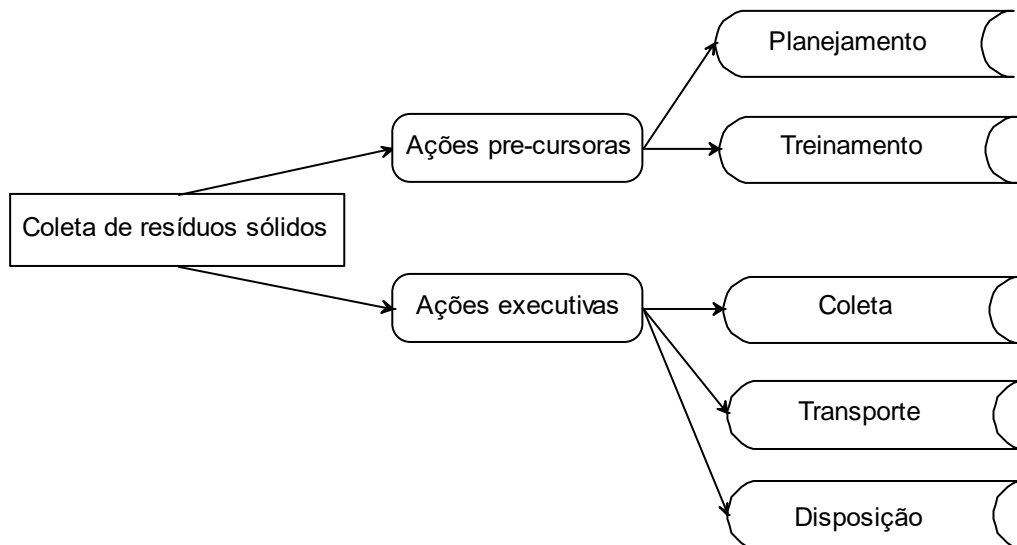 Planejamento
Ações pre-cursoras
Treinamento
Coleta de resíduos sólidos
Ações executivas
Coleta
Transporte
Disposição